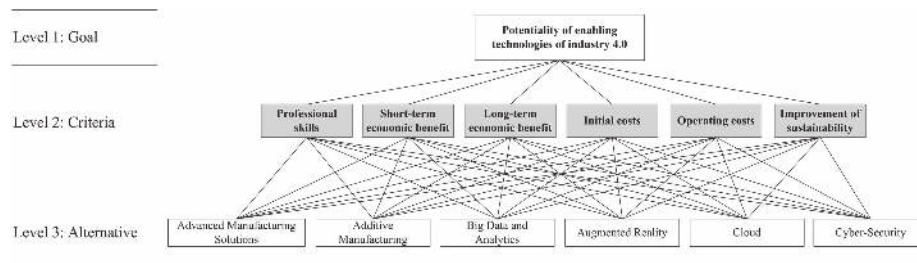 Level 1: Goal
Potentiality of enabling
technologies of industry 4.0
Level 2: Criteria
Professional
skills
Short-term
economic benefit
Long-term
economic benefit
Initial costs
Operating costs
Improvement of
sustainability
Level 3: Alternative
Advanced Manufacturing
Solutions
Additive
Manufacturing
Big Data and
Analytics
Augmented Reality
Cloud
Cyber-Security